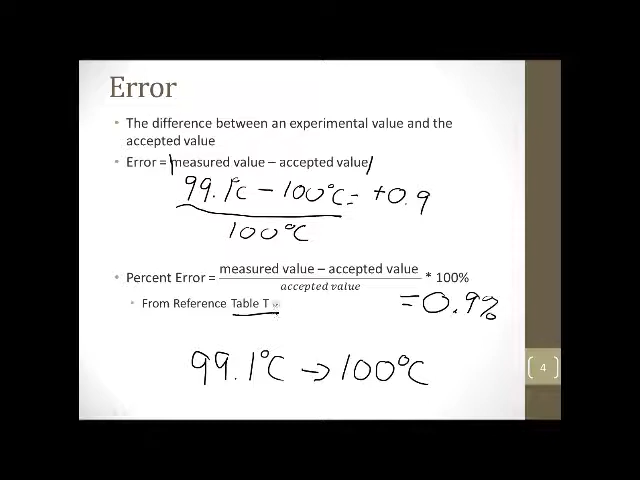 Error
• The difference between an experimental value and the
accepted value
• Error = |measured value – accepted value|
99.1°C – 100°C = +0.9
100°C
• Percent Error = measured value – accepted value / accepted value * 100%
• From Reference Table T
= 0.9%
99.1°C → 100°C
4